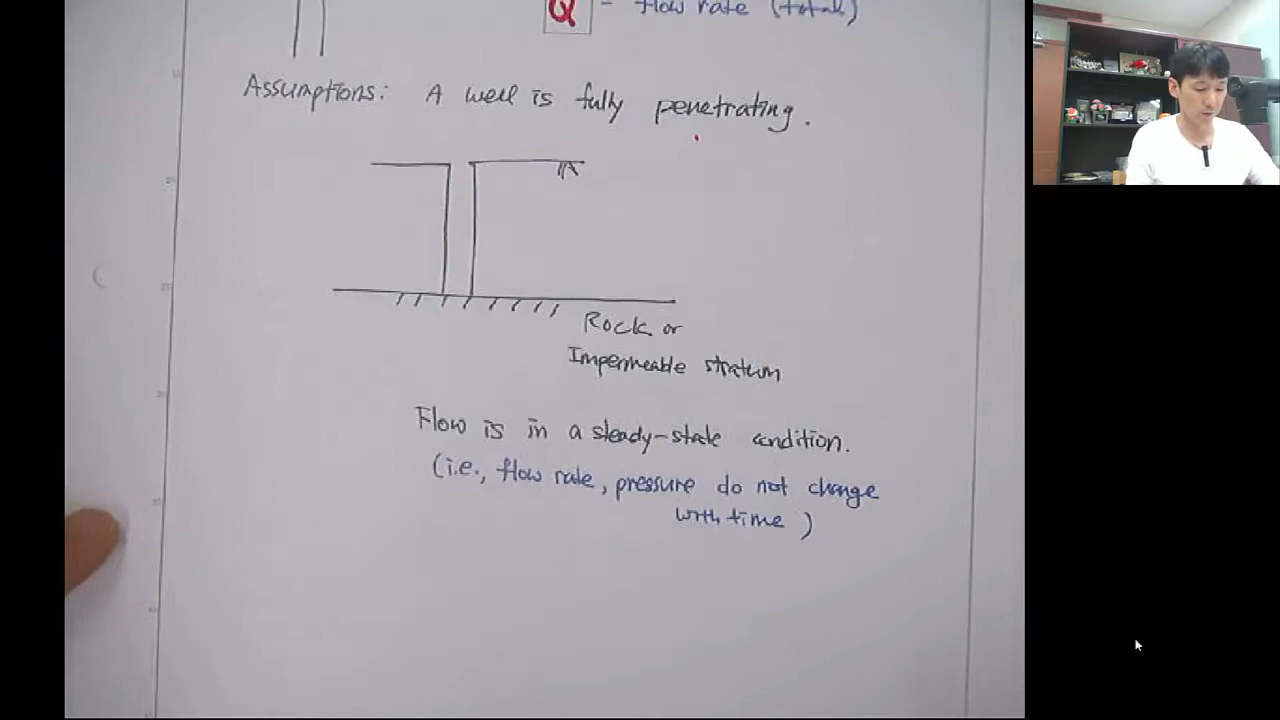 Q - flow rate (total)
Assumptions: A well is fully penetrating.
Rock or
Impermeable stratum
Flow is in a steady-state condition.
(i.e., flow rate, pressure do not change
with time)